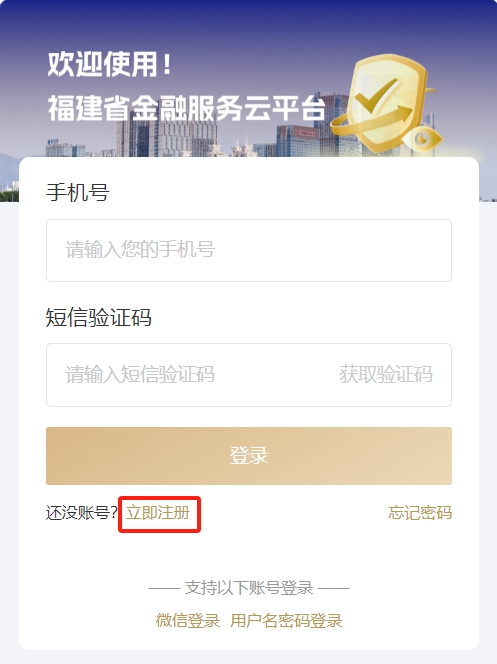 欢迎使用！
福建省金融服务云平台
手机号
请输入您的手机号
短信验证码
请输入短信验证码 获取验证码
登录
还没账号?立即注册 忘记密码
—— 支持以下账号登录 ——
微信登录 用户名密码登录